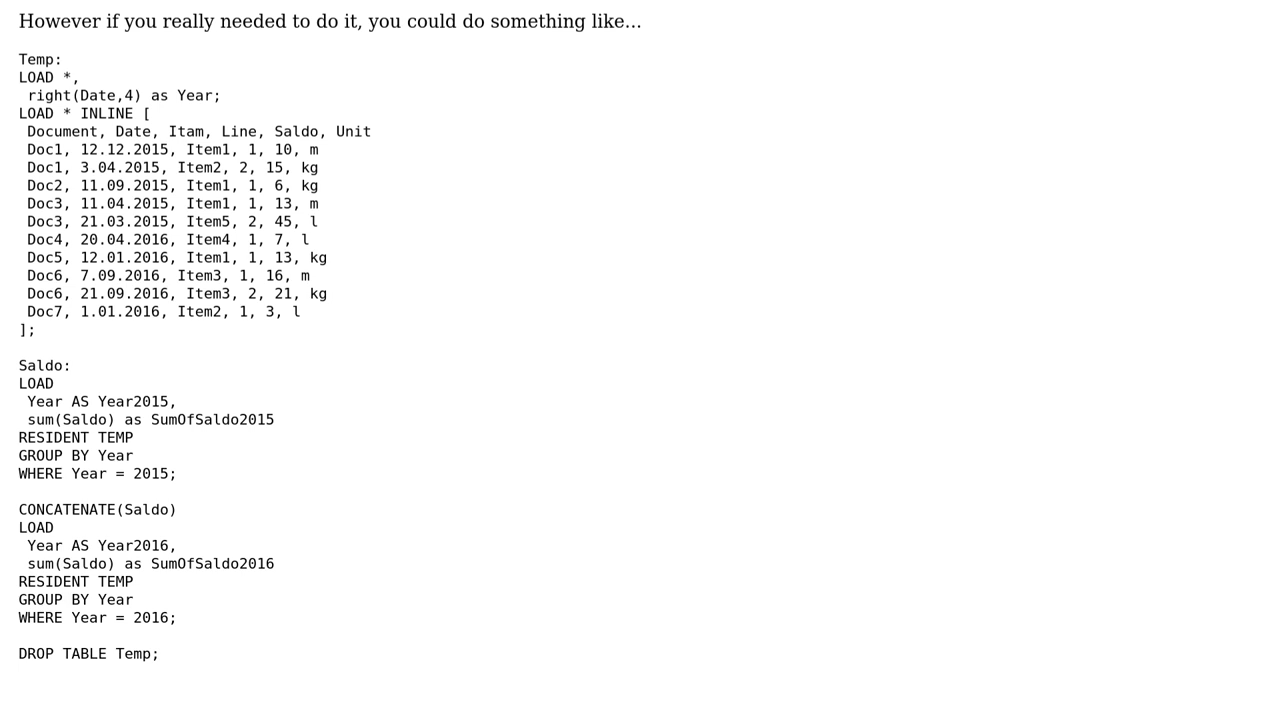 However if you really needed to do it, you could do something like...
Temp:
LOAD *,
 right(Date,4) as Year;
LOAD * INLINE [
 Document, Date, Itam, Line, Saldo, Unit
 Doc1, 12.12.2015, Item1, 1, 10, m
 Doc1, 3.04.2015, Item2, 2, 15, kg
 Doc2, 11.09.2015, Item1, 1, 6, kg
 Doc3, 11.04.2015, Item1, 1, 13, m
 Doc3, 21.03.2015, Item5, 2, 45, l
 Doc4, 20.04.2016, Item4, 1, 7, l
 Doc5, 12.01.2016, Item1, 1, 13, kg
 Doc6, 7.09.2016, Item3, 1, 16, m
 Doc6, 21.09.2016, Item3, 2, 21, kg
 Doc7, 1.01.2016, Item2, 1, 3, l
];
Saldo:
LOAD
 Year AS Year2015,
 sum(Saldo) as SumOfSaldo2015
RESIDENT TEMP
GROUP BY Year
WHERE Year = 2015;
CONCATENATE(Saldo)
LOAD
 Year AS Year2016,
 sum(Saldo) as SumOfSaldo2016
RESIDENT TEMP
GROUP BY Year
WHERE Year = 2016;
DROP TABLE Temp;